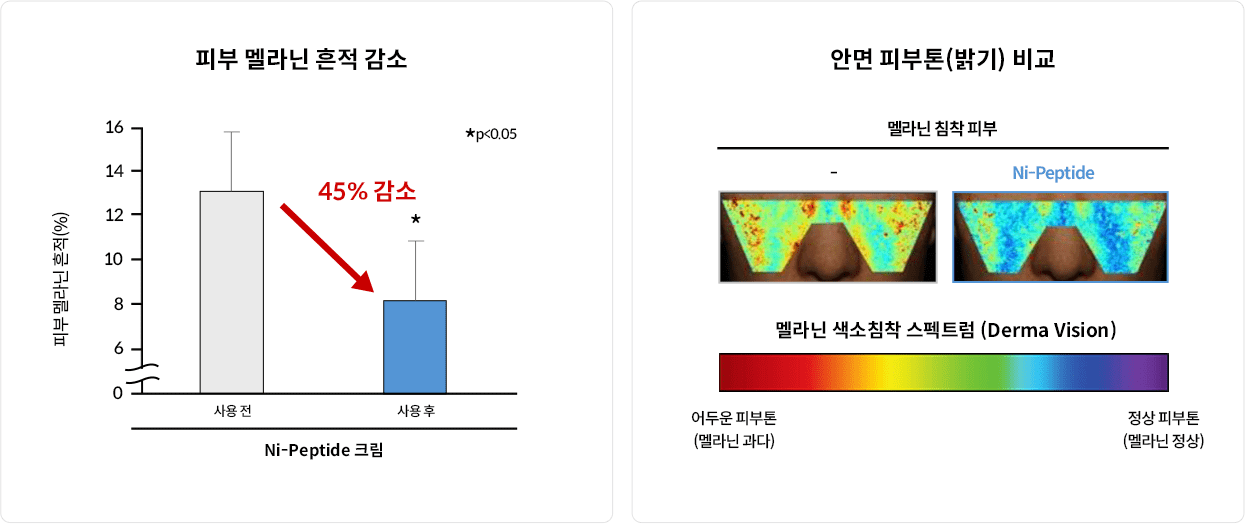 피부 멜라닌 흔적 감소
★p<0.05
45% 감소
★
피부 멜라닌 흔적(%)
16
14
12
10
8
6
0
사용 전
사용 후
Ni-Peptide 크림
안면 피부톤(밝기) 비교
멜라닌 침착 피부
-
Ni-Peptide
멜라닌 색소침착 스펙트럼 (Derma Vision)
어두운 피부톤
(멜라닌 과다)
정상 피부톤
(멜라닌 정상)